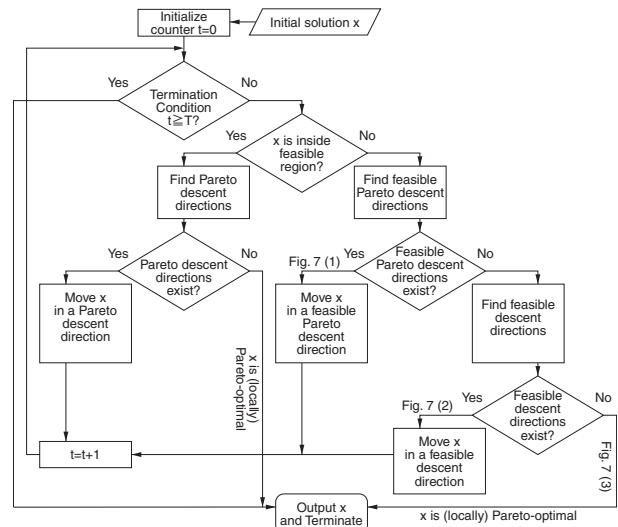 Initialize
counter t=0
Initial solution x
Yes
No
Termination
Condition
t≧T?
Yes
No
x is inside
feasible
region?
Find Pareto
descent
directions
Find feasible
Pareto descent
directions
Yes
No
Pareto descent
directions
exist?
Fig. 7 (1)
Yes
No
Feasible
Pareto descent
directions exist?
Move x
in a Pareto
descent
direction
Move x
in a feasible
Pareto
descent
direction
Find feasible
descent
directions
x is (locally)
Pareto-optimal
Yes
No
Feasible
descent
directions
exist?
Fig. 7 (2)
Fig. 7 (3)
t=t+1
Move x
in a feasible
descent
direction
Output x
and Terminate
x is (locally) Pareto-optimal